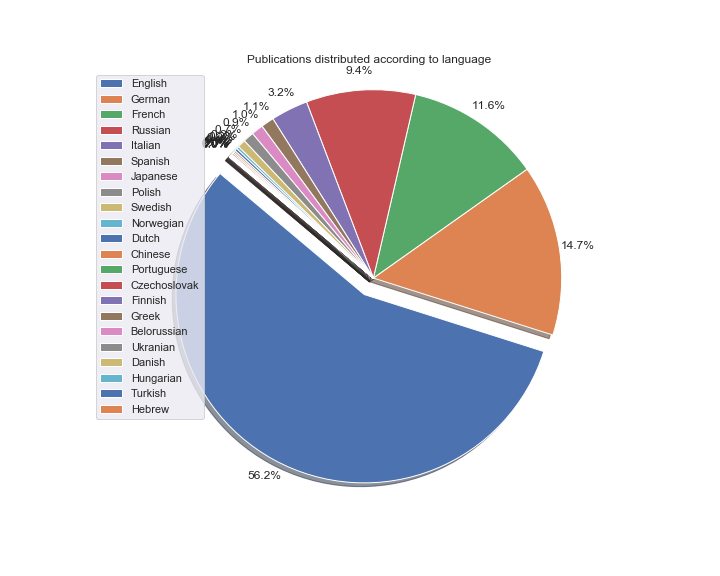 Publications distributed according to language
9.4%
3.2%
11.6%
1.1%
1.0%
0.9%
14.7%
56.2%
English
German
French
Russian
Italian
Spanish
Japanese
Polish
Swedish
Norwegian
Dutch
Chinese
Portuguese
Czechoslovak
Finnish
Greek
Belorussian
Ukranian
Danish
Hungarian
Turkish
Hebrew